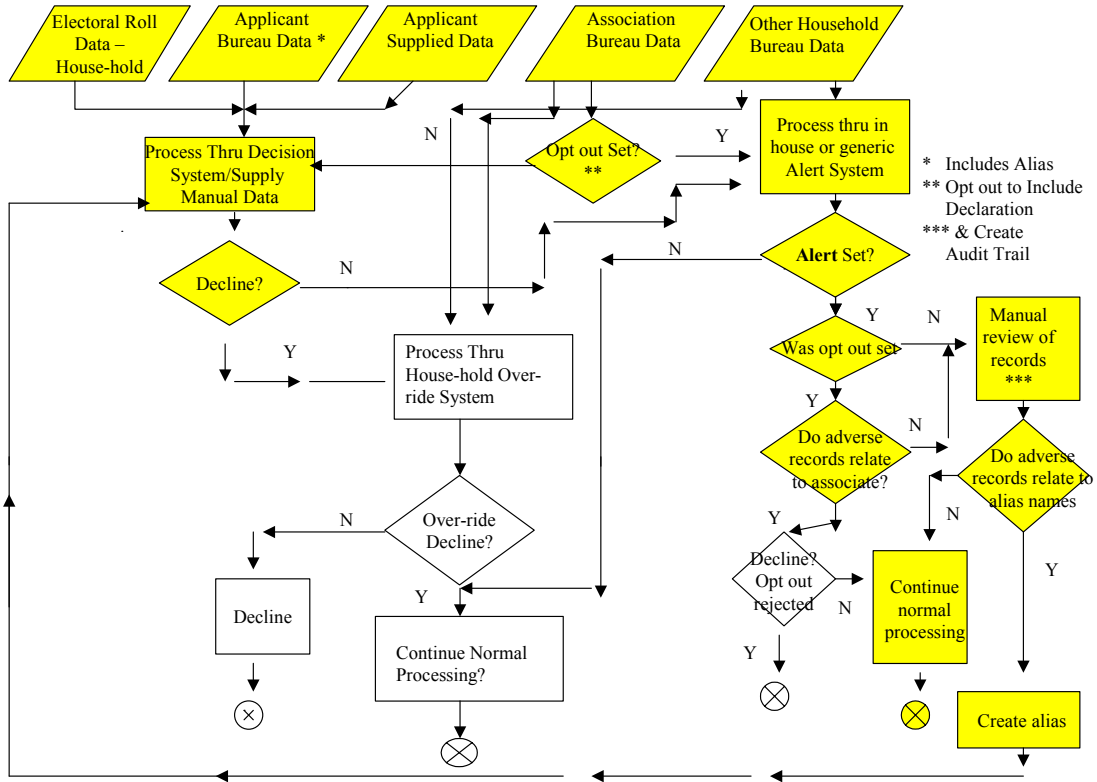 Electoral Roll
Data –
House-hold
Applicant
Bureau Data *
Applicant
Supplied Data
Association
Bureau Data
Other Household
Bureau Data
N
Opt out Set?
**
Y
Process thru in
house or generic
Alert System
* Includes Alias
** Opt out to Include
Declaration
*** & Create
Audit Trail
Process Thru Decision
System/Supply
Manual Data
Decline?
N
N
Alert Set?
Y
N
Manual
review of
records
***
Was opt out set
Y
Process Thru
House-hold Over-
ride System
Y
N
Do adverse
records relate
to associate?
Do adverse
records relate to
alias names
N
Over-ride
Decline?
Y
N
Decline?
Opt out
rejected
N
Y
Y
Decline
Continue Normal
Processing?
Continue
normal
processing
Y
Create alias